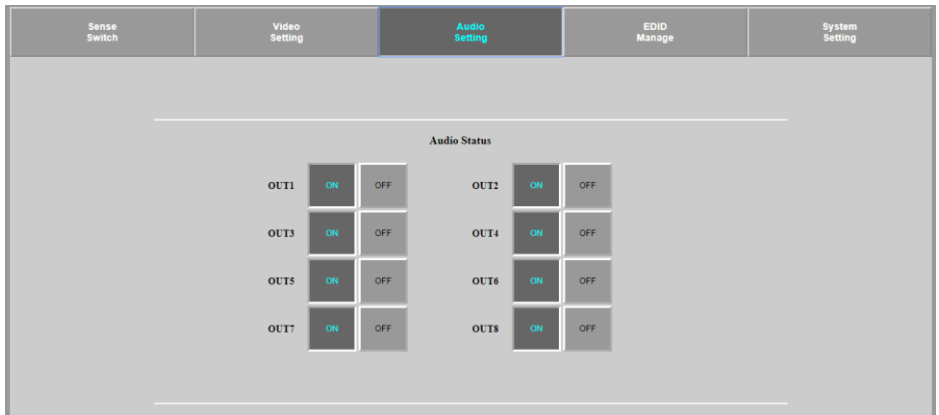 Sense
Switch
Video
Setting
Audio
Setting
EDID
Manage
System
Setting
Audio Status
OUT1 ON OFF OUT2 ON OFF
OUT3 ON OFF OUT4 ON OFF
OUT5 ON OFF OUT6 ON OFF
OUT7 ON OFF OUT8 ON OFF